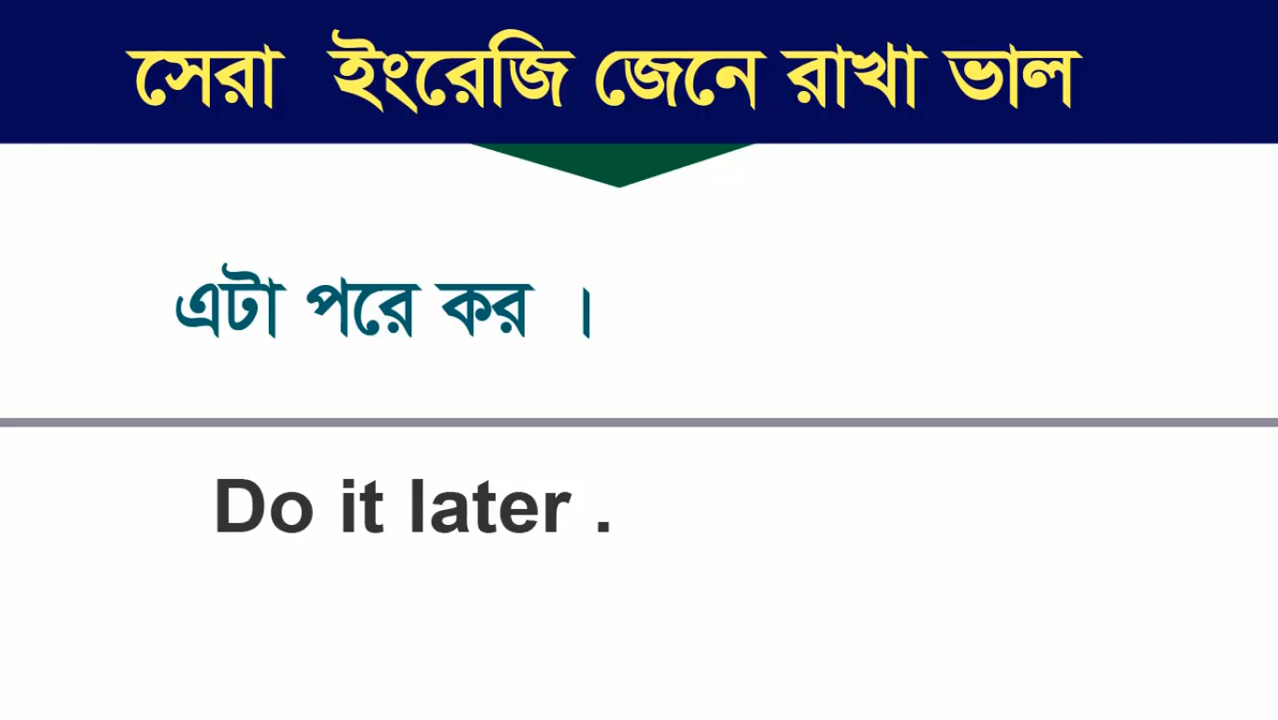 সেরা ইংরেজি জেনে রাখা ভাল
এটা পরে কর ।
Do it later .